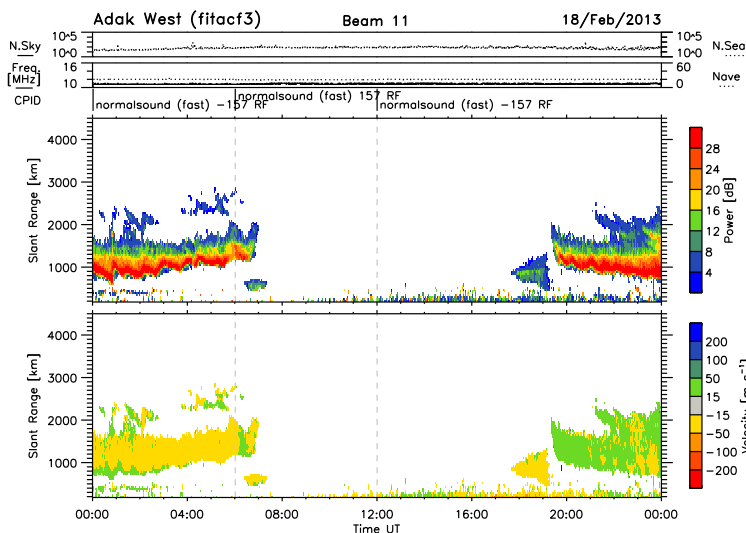 Adak West (fitacf3) Beam 11 18/Feb/2013
N.Sky 10^5 10^0 10^5 10^0 N.Sea
Freq. [MHz] 16 10 60 0 Nave
CPID normalsound (fast) -157 RF normalsound (fast) 157 RF normalsound (fast) -157 RF
Slant Range [km]
4000
3000
2000
1000
28
24
20
16
12
8
4
Power [dB]
Slant Range [km]
4000
3000
2000
1000
200
100
50
15
-15
-50
-100
-200
Velocity [m s^-1]
00:00 04:00 08:00 12:00 16:00 20:00 00:00
Time UT